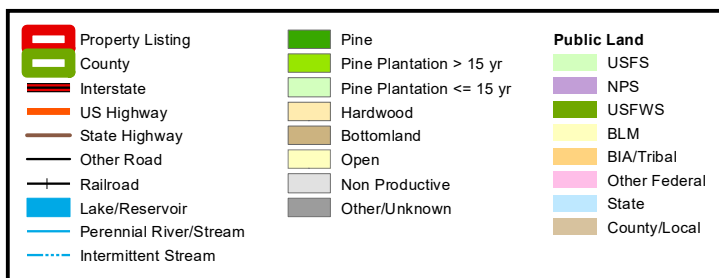 Property Listing
County
Interstate
US Highway
State Highway
Other Road
Railroad
Lake/Reservoir
Perennial River/Stream
Intermittent Stream
Pine
Pine Plantation > 15 yr
Pine Plantation <= 15 yr
Hardwood
Bottomland
Open
Non Productive
Other/Unknown
Public Land
USFS
NPS
USFWS
BLM
BIA/Tribal
Other Federal
State
County/Local